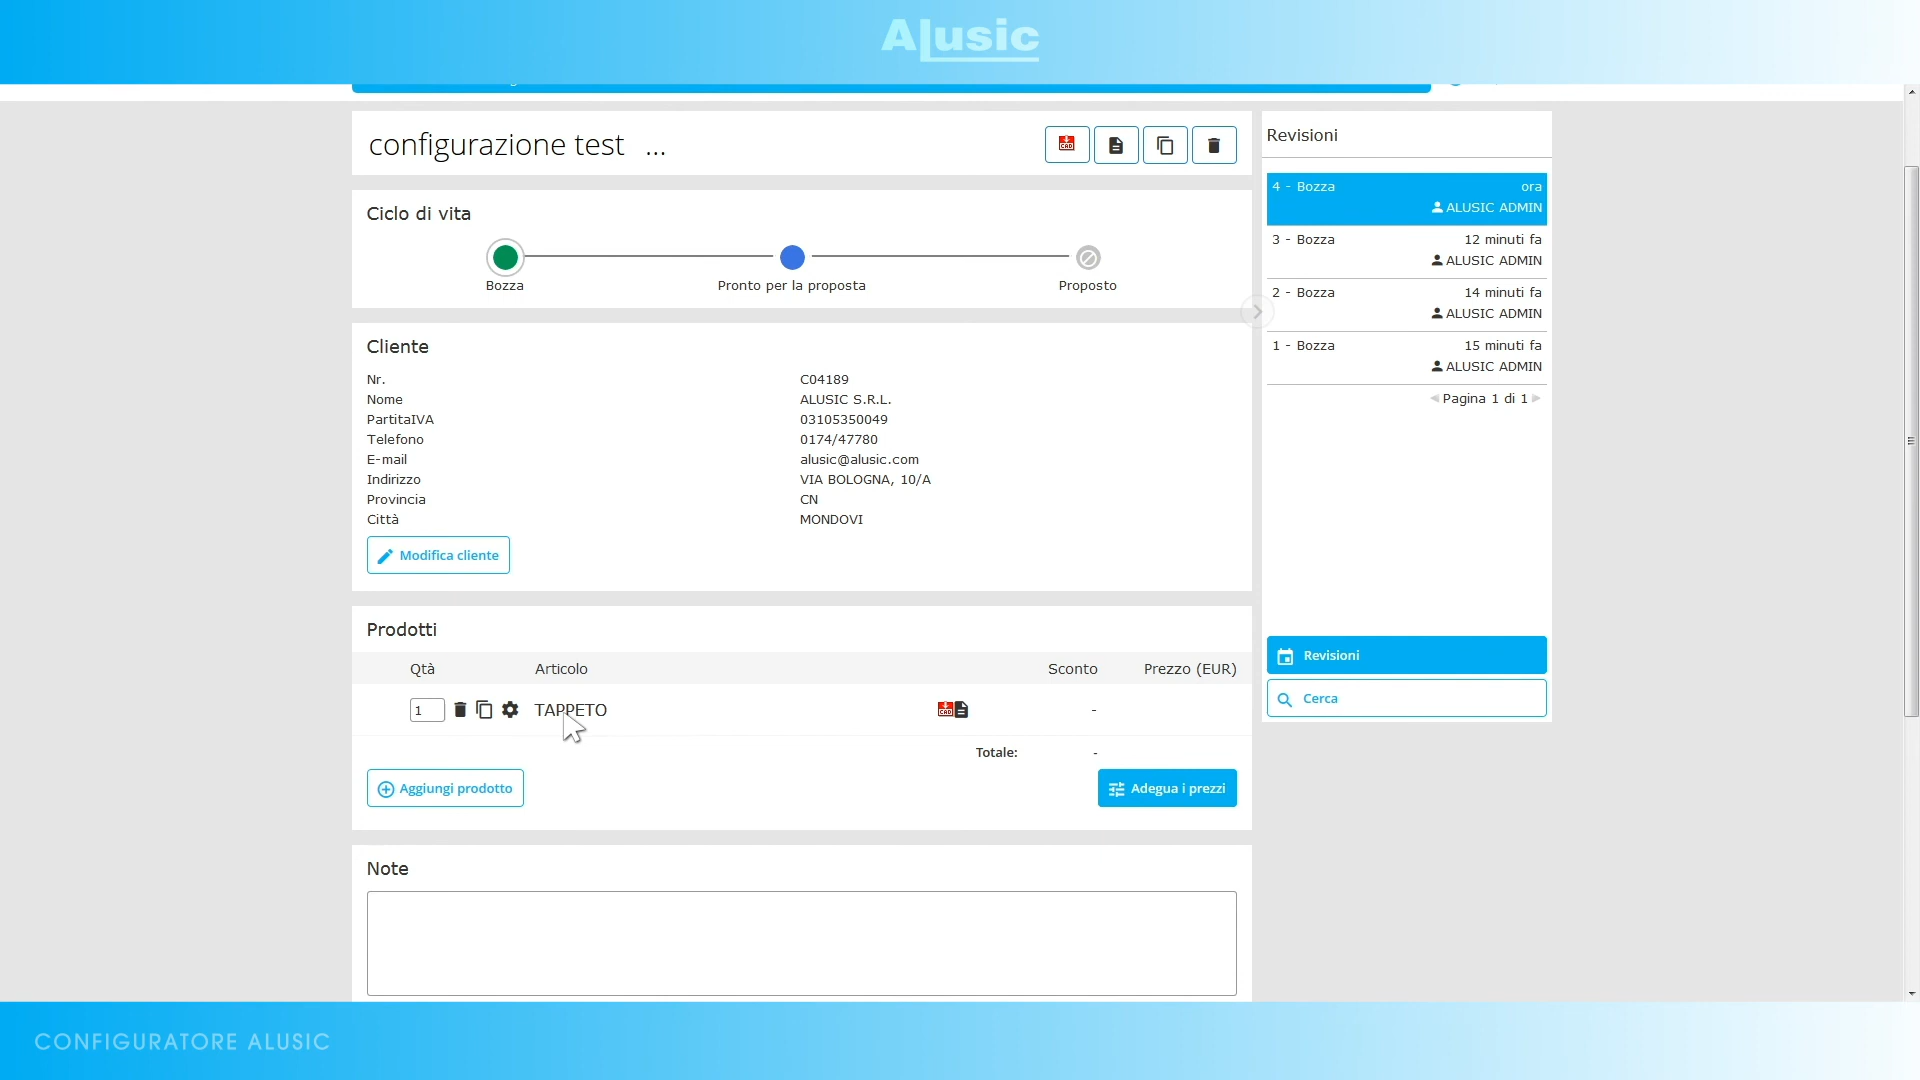 Alusic
configurazione test ...
CAD
Ciclo di vita
Bozza
Pronto per la proposta
Proposto
Cliente
Nr. C04189
Nome ALUSIC S.R.L.
PartitaIVA 03105350049
Telefono 0174/47780
E-mail alusic@alusic.com
Indirizzo VIA BOLOGNA, 10/A
Provincia CN
Città MONDOVI
Modifica cliente
Prodotti
Qtà Articolo Sconto Prezzo (EUR)
1 TAPPETO CAD -
Totale: -
Aggiungi prodotto
Adegua i prezzi
Note
Revisioni
4 - Bozza ora
ALUSIC ADMIN
3 - Bozza 12 minuti fa
ALUSIC ADMIN
2 - Bozza 14 minuti fa
ALUSIC ADMIN
1 - Bozza 15 minuti fa
ALUSIC ADMIN
Pagina 1 di 1
Revisioni
Cerca
CONFIGURATORE ALUSIC